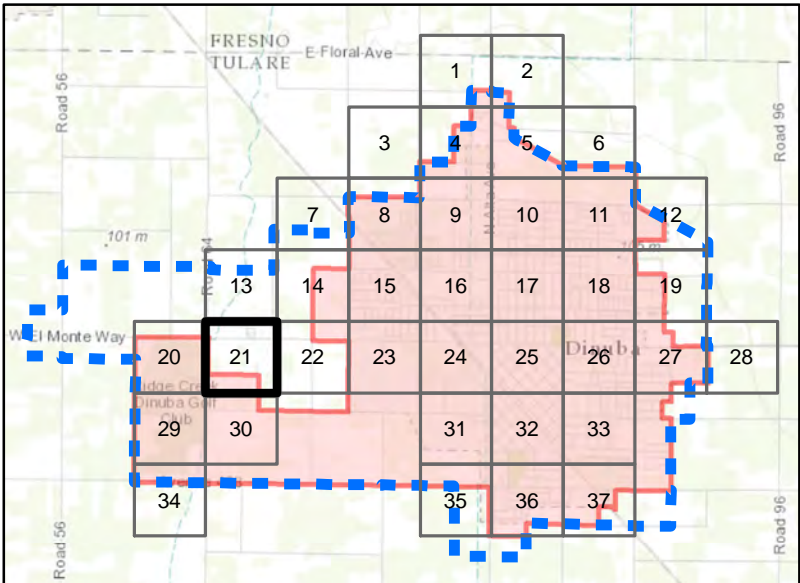 FRESNO
TULARE
E Floral Ave
Road 56
Road 96
1 2
3 4 5 6
7 8 9 10 11 12
101 m
13 14 15 16 17 18 19
W El Monte Way
20 21 22 23 24 25 26 27 28
Dinuba
Ridge Creek
Dinuba Golf
Club
29 30 31 32 33
34 35 36 37
Road 56
Road 96